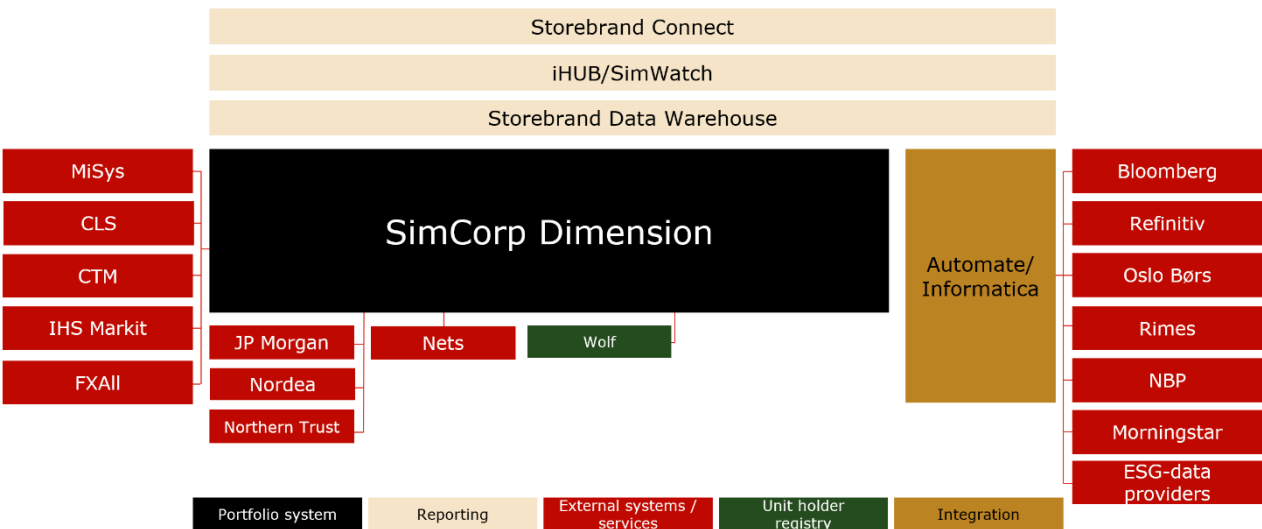 Storebrand Connect
iHUB/SimWatch
Storebrand Data Warehouse
MiSys
CLS
CTM
IHS Markit
FXAll
SimCorp Dimension
JP Morgan
Nordea
Northern Trust
Nets
Wolf
Automate/
Informatica
Bloomberg
Refinitiv
Oslo Børs
Rimes
NBP
Morningstar
ESG-data
providers
Portfolio system
Reporting
External systems /
services
Unit holder
registry
Integration